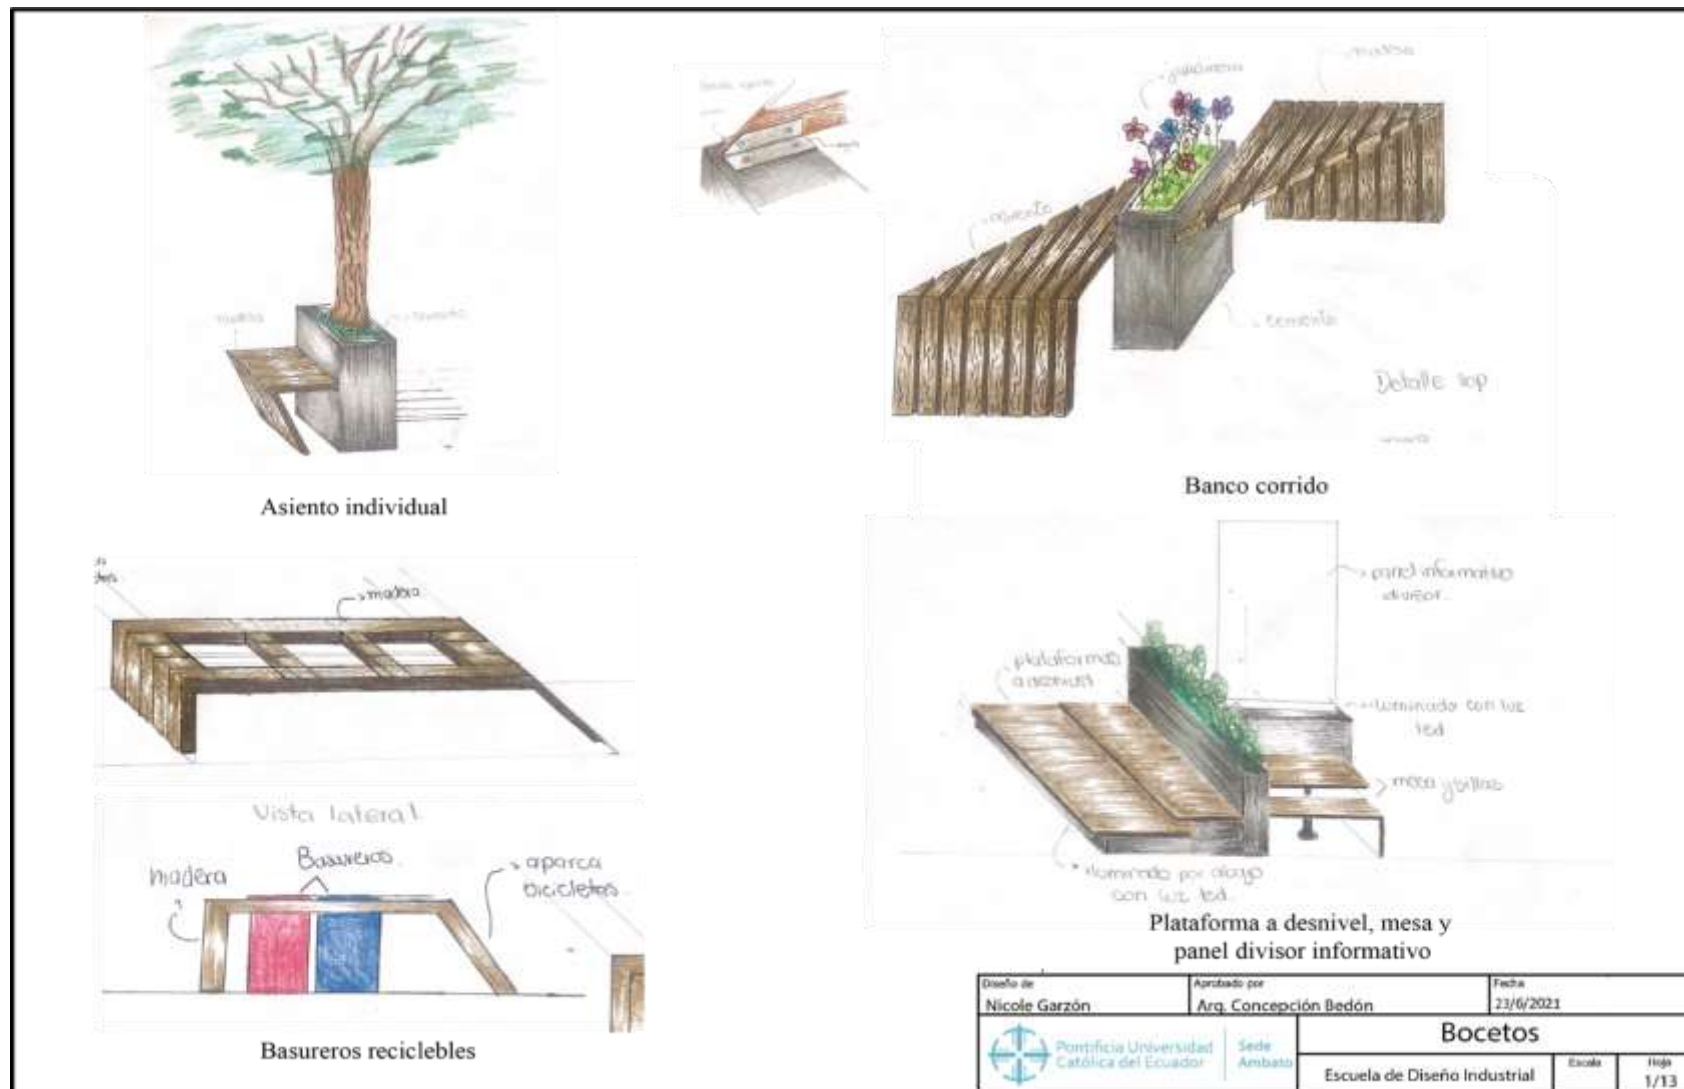 madera
cemento
Asiento individual
jardinera
asiento
cemento
Detalle
Banco corrido
madera
Vista lateral
Basureros.
madera
aparca
bicicletas.
Basureros reciclebles
panel informativo
divisor.
plataformas
a desnivel
iluminado con luz
led
mesa y sillas
iluminado por abajo
con luz led.
Plataforma a desnivel, mesa y
panel divisor informativo
Diseño de
Nicole Garzón
Aprobado por
Arq. Concepción Bedón
Fecha
23/6/2021
Pontificia Universidad
Católica del Ecuador
Sede
Ambato
Bocetos
Escuela de Diseño Industrial
Escala
Hoja
1/13